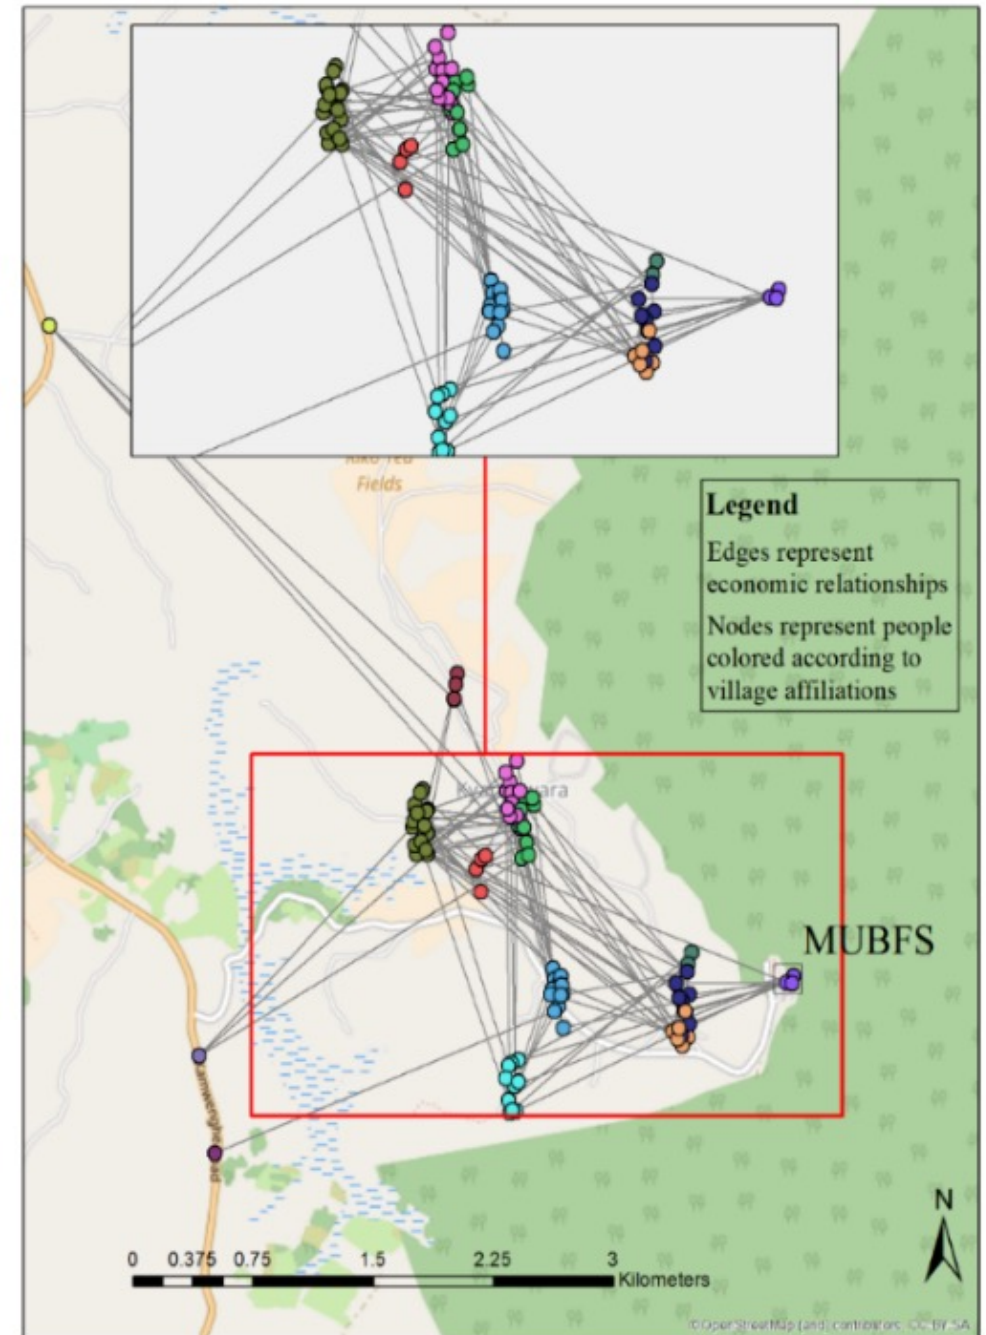 Fields
Legend
Edges represent
economic relationships
Nodes represent people
colored according to
village affiliations
MUBFS
N
0 0.375 0.75 1.5 2.25 3
Kilometers
©OpenStreetMap (and) contributors, CC-BY-SA